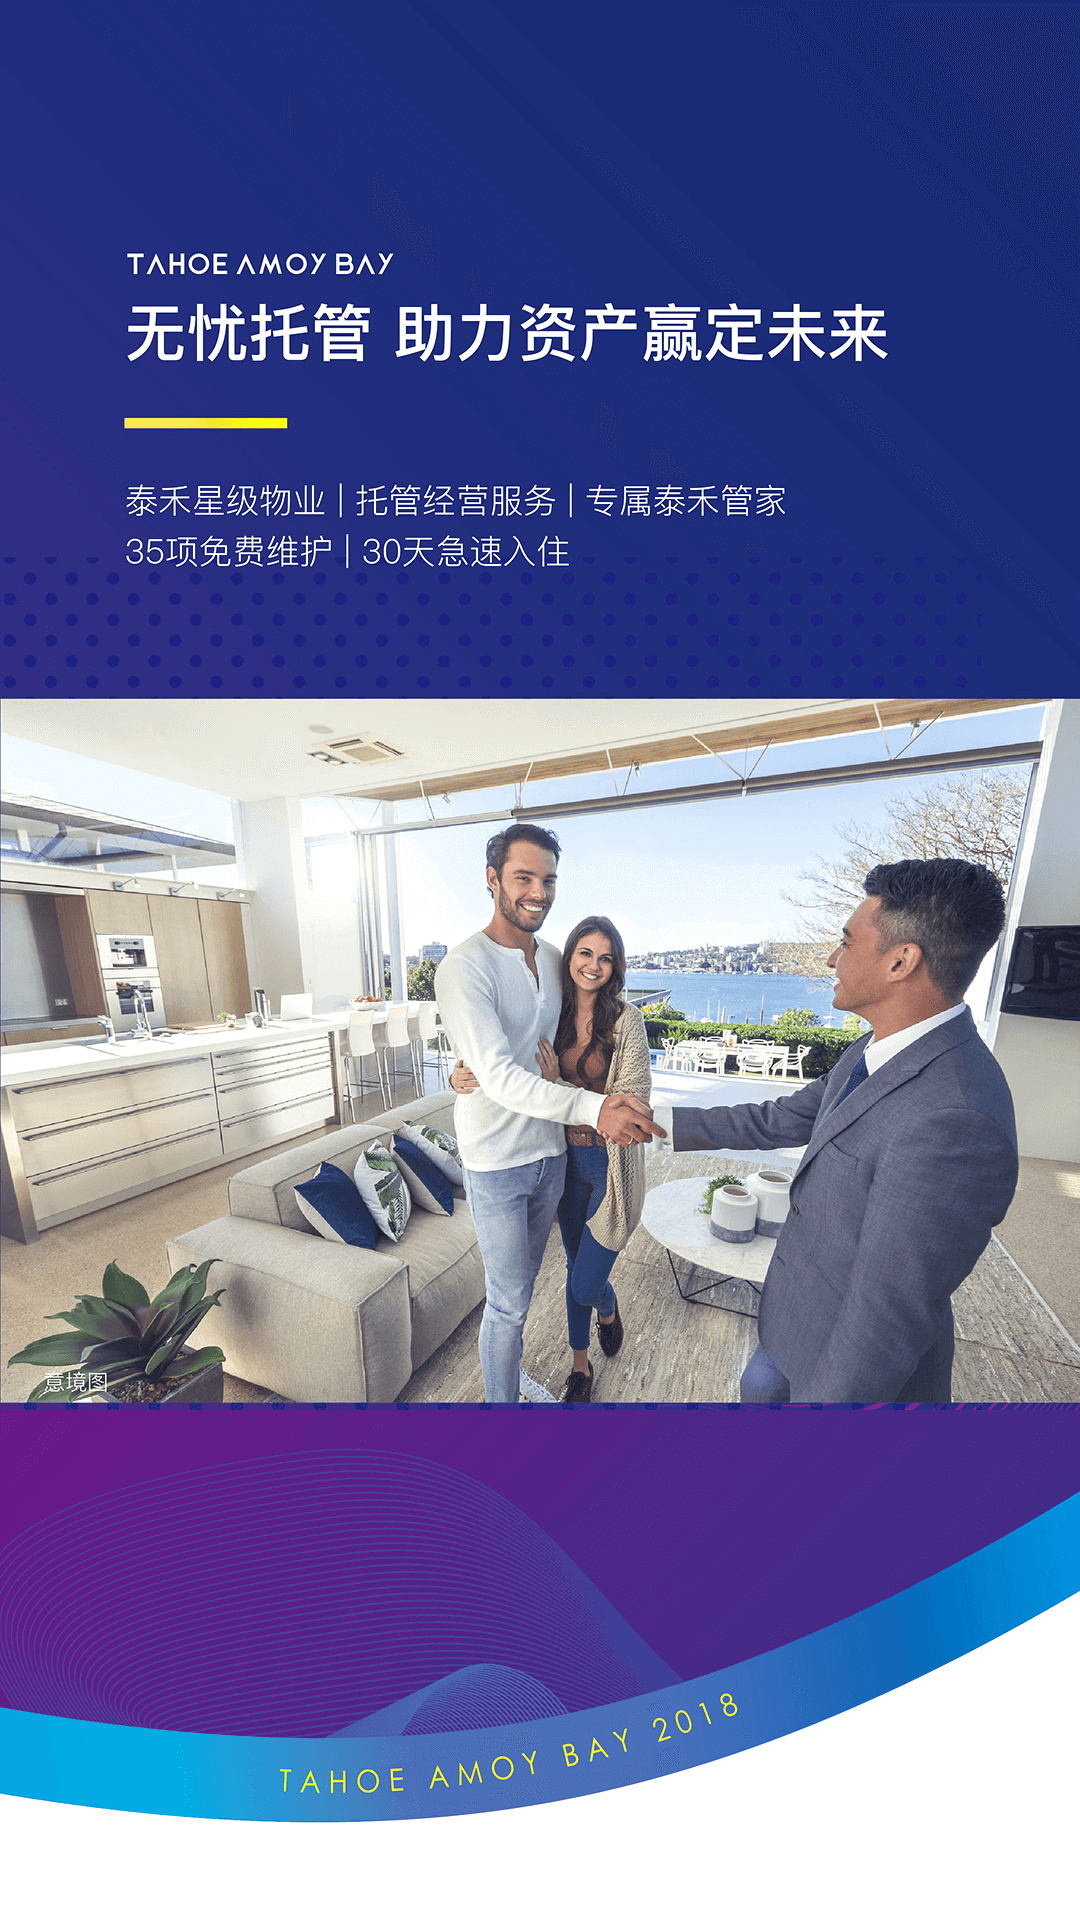 TAHOE AMOY BAY
无忧托管 助力资产赢定未来
泰禾星级物业 | 托管经营服务 | 专属泰禾管家
35项免费维护 | 30天急速入住
意境图
TAHOE AMOY BAY 2018